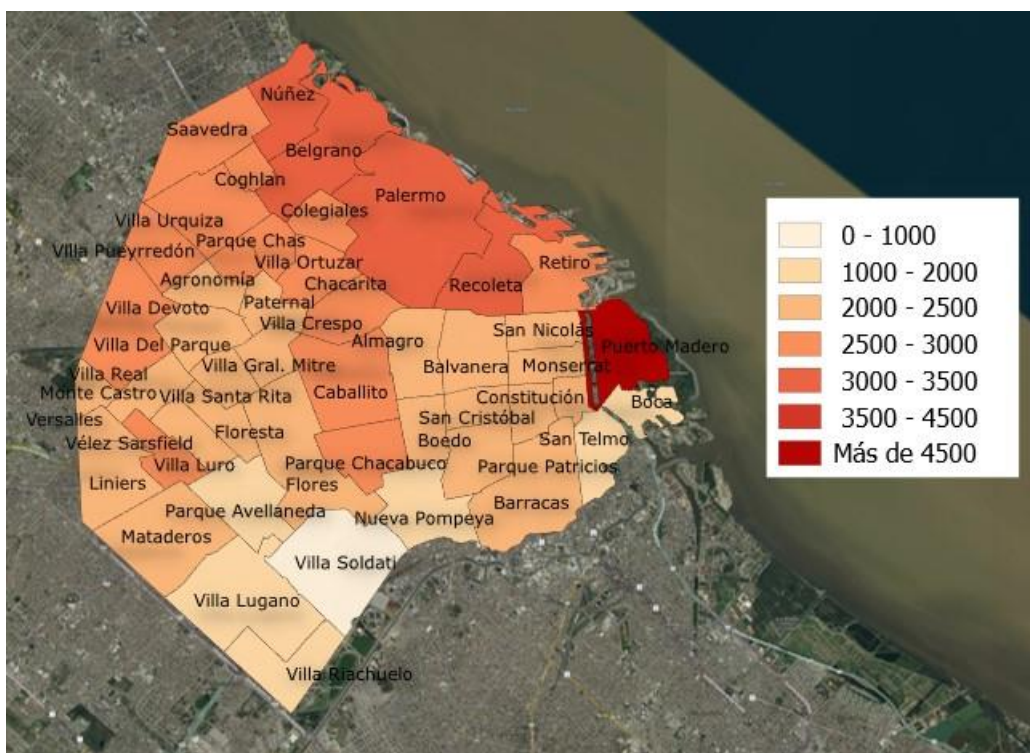 Núñez
Saavedra
Belgrano
Coghlan
Palermo
Colegiales
Villa Urquiza
Parque Chas
Villa Pueyrredón
Villa Ortuzar
Retiro
Agronomía
Chacarita
Recoleta
Paternal
Villa Devoto
Villa Crespo
San Nicolás
Almagro
Villa Del Parque
Puerto Madero
Villa Gral. Mitre
Balvanera
Monserrat
Villa Real
Monte Castro
Caballito
Villa Santa Rita
Constitución
Boca
Versalles
San Cristóbal
Floresta
Vélez Sarsfield
Boedo
San Telmo
Villa Luro
Parque Chacabuco
Parque Patricios
Liniers
Flores
Barracas
Parque Avellaneda
Nueva Pompeya
Mataderos
Villa Soldati
Villa Lugano
Villa Riachuelo
0 - 1000
1000 - 2000
2000 - 2500
2500 - 3000
3000 - 3500
3500 - 4500
Más de 4500